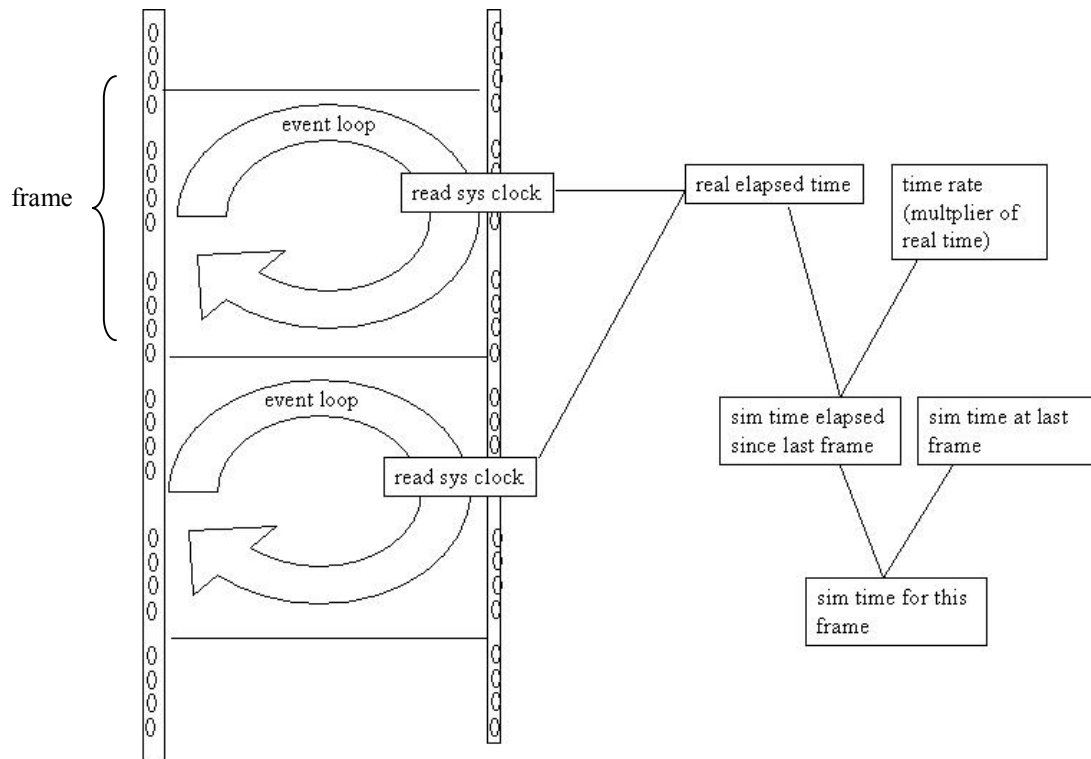 event loop
read sys clock
frame
real elapsed time
time rate
(multplier of
real time)
event loop
read sys clock
sim time elapsed
since last frame
sim time at last
frame
sim time for this
frame